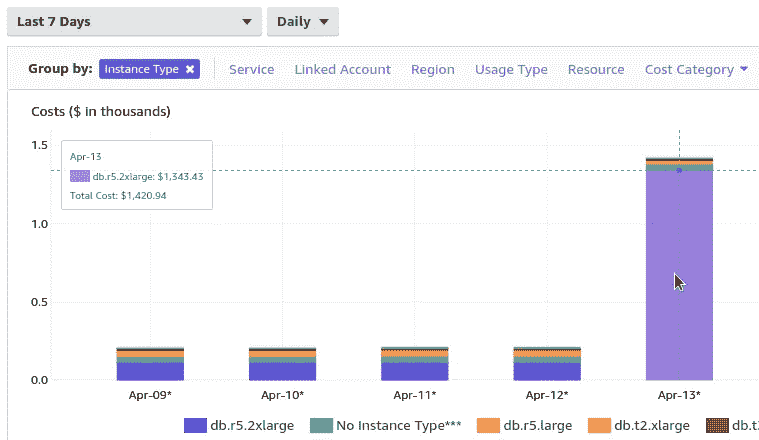 Last 7 Days Daily
Group by: Instance Type × Service Linked Account Region Usage Type Resource Cost Category
Costs ($ in thousands)
1.5
Apr-13
db.r5.2xlarge: $1,343.43
Total Cost: $1,420.94
1.0
0.5
0.0
Apr-09* Apr-10* Apr-11* Apr-12* Apr-13*
db.r5.2xlarge No Instance Type*** db.r5.large db.t2.xlarge db.t